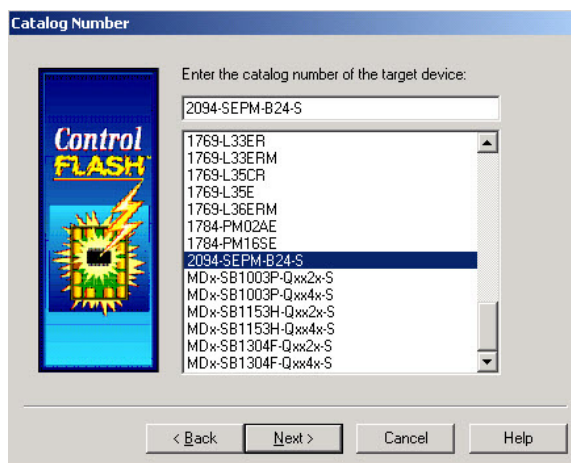 Catalog Number
Enter the catalog number of the target device:
2094-SEPM-B24-S
Control
FLASH
1769-L33ER
1769-L33ERM
1769-L35CR
1769-L35E
1769-L36ERM
1784-PM02AE
1784-PM16SE
2094-SEPM-B24-S
MDx-SB1003P-Qxx2x-S
MDx-SB1003P-Qxx4x-S
MDx-SB1153H-Qxx2x-S
MDx-SB1153H-Qxx4x-S
MDx-SB1304F-Qxx2x-S
MDx-SB1304F-Qxx4x-S
< Back
Next >
Cancel
Help